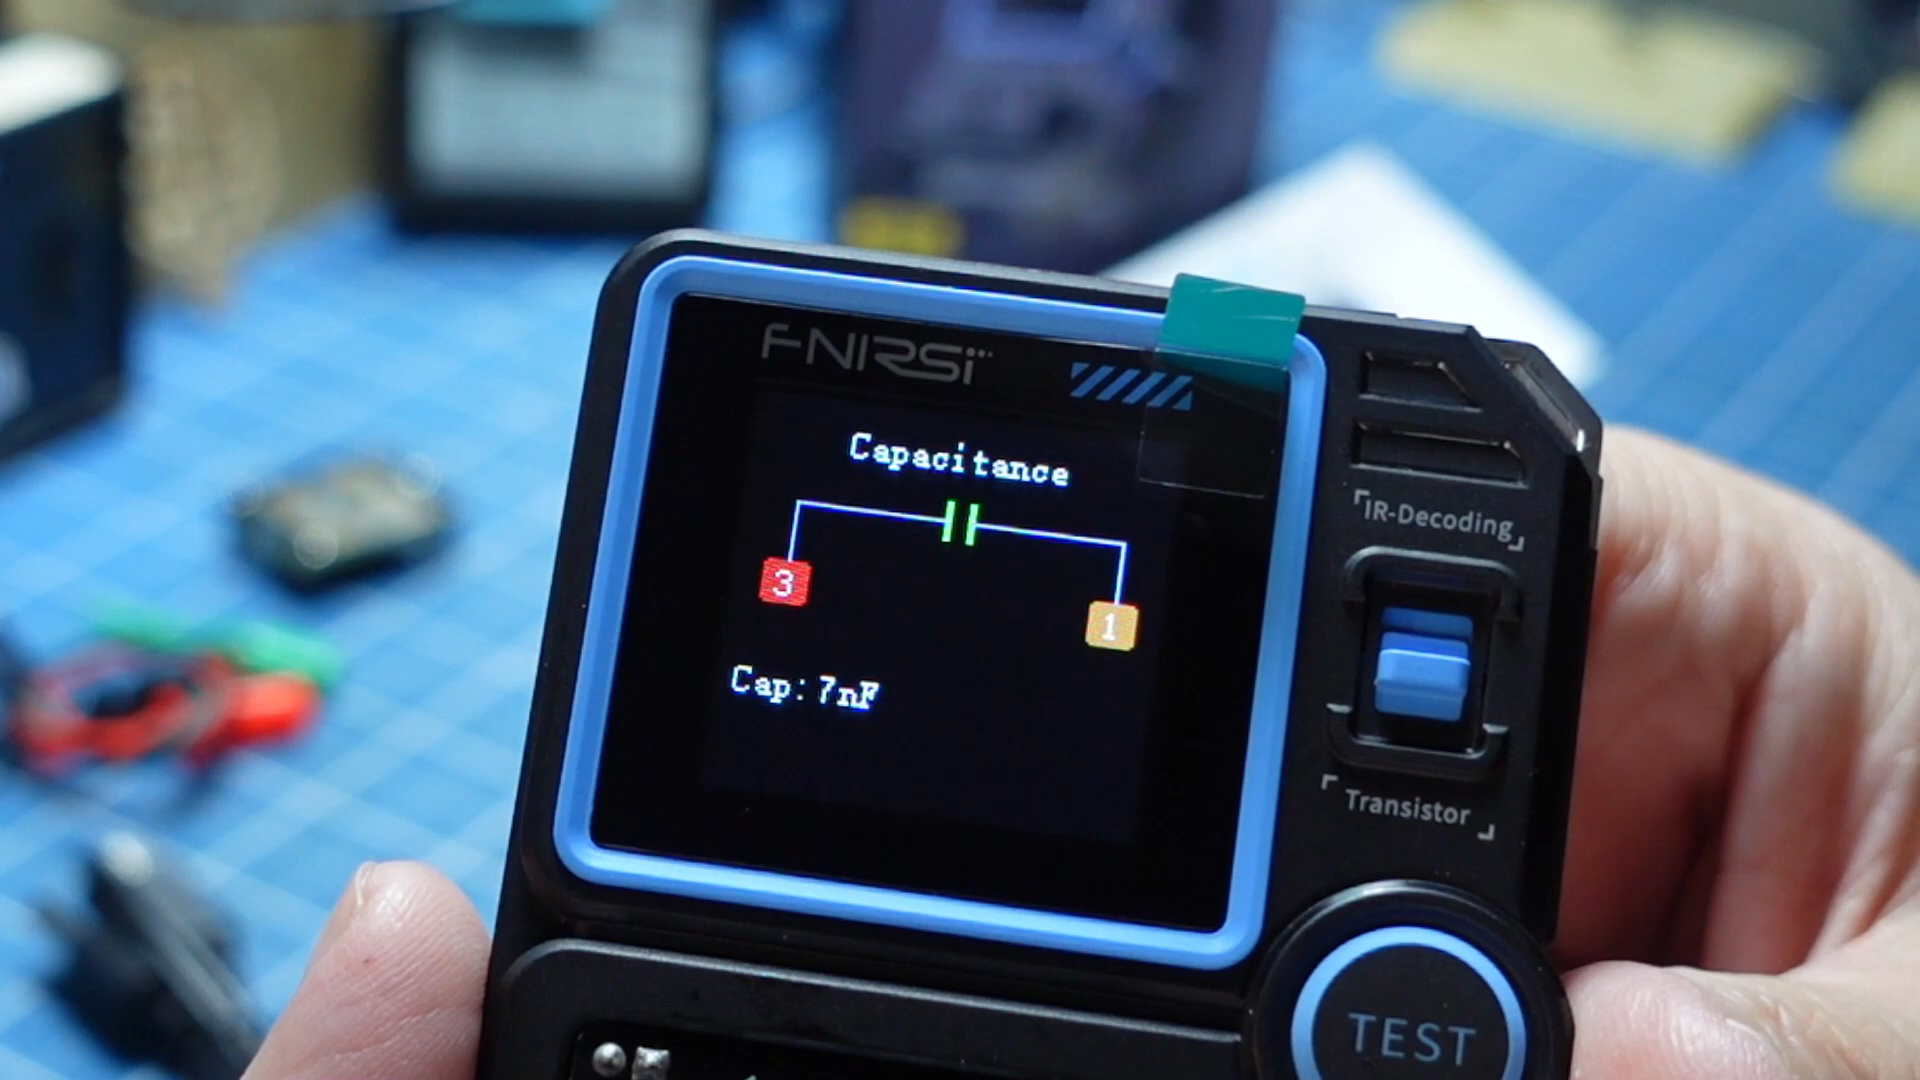 FNIRSi
Capacitance
3
1
Cap:7nF
IR-Decoding
Transistor
TEST